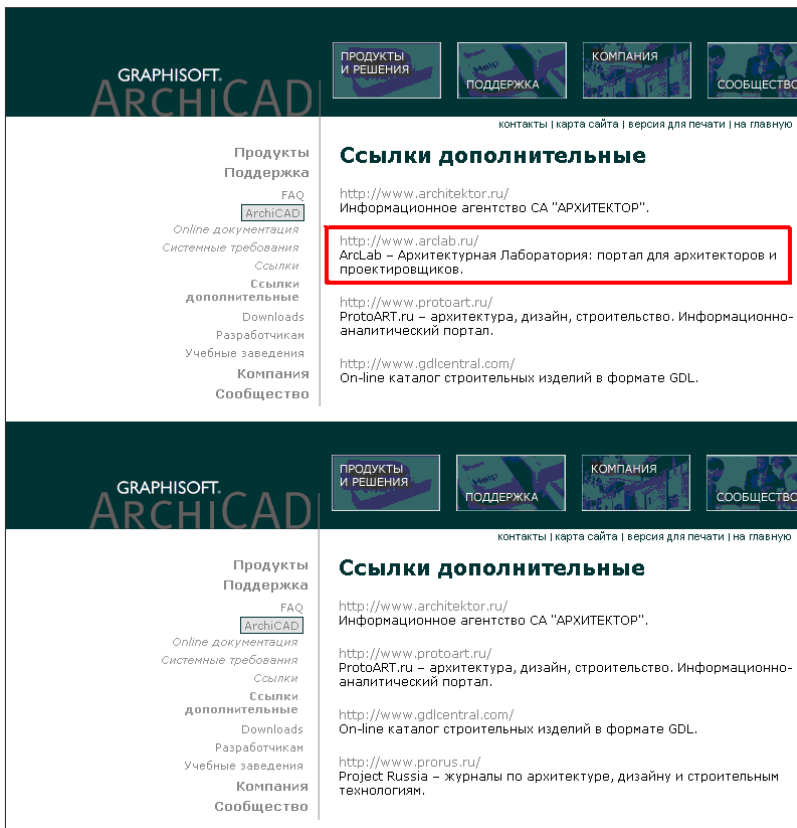 GRAPHISOFT.
ARCHICAD
ПРОДУКТЫ
И РЕШЕНИЯ
Help
ПОДДЕРЖКА
КОМПАНИЯ
СООБЩЕСТВО
контакты | карта сайта | версия для печати | на главную
Продукты
Поддержка
FAQ
ArchiCAD
Online документация
Системные требования
Ссылки
Ссылки
дополнительные
Downloads
Разработчикам
Учебные заведения
Компания
Сообщество
Ссылки дополнительные
http://www.architektor.ru/
Информационное агентство СА "АРХИТЕКТОР".
http://www.arclab.ru/
ArcLab – Архитектурная Лаборатория: портал для архитекторов и
проектировщиков.
http://www.protoart.ru/
ProtoART.ru – архитектура, дизайн, строительство. Информационно-
аналитический портал.
http://www.gdlcentral.com/
On-line каталог строительных изделий в формате GDL.
GRAPHISOFT.
ARCHICAD
ПРОДУКТЫ
И РЕШЕНИЯ
Help
ПОДДЕРЖКА
КОМПАНИЯ
СООБЩЕСТВО
контакты | карта сайта | версия для печати | на главную
Продукты
Поддержка
FAQ
ArchiCAD
Online документация
Системные требования
Ссылки
Ссылки
дополнительные
Downloads
Разработчикам
Учебные заведения
Компания
Сообщество
Ссылки дополнительные
http://www.architektor.ru/
Информационное агентство СА "АРХИТЕКТОР".
http://www.protoart.ru/
ProtoART.ru – архитектура, дизайн, строительство. Информационно-
аналитический портал.
http://www.gdlcentral.com/
On-line каталог строительных изделий в формате GDL.
http://www.prorus.ru/
Project Russia – журналы по архитектуре, дизайну и строительным
технологиям.